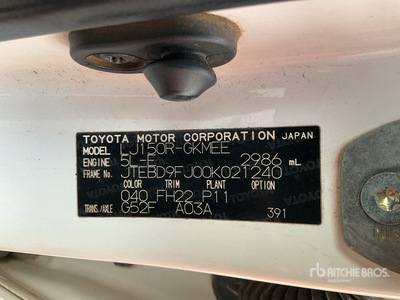 TOYOTA MOTOR CORPORATION JAPAN
MODEL LJ150R-GKMEE
ENGINE 5L-E 2986 mL
FRAME No. JTEBD9FJ00K021240
COLOR TRIM PLANT OPTION
040 FH22 P11
TRANS./AXLE G52F A03A 391
rb RITCHIE BROS.